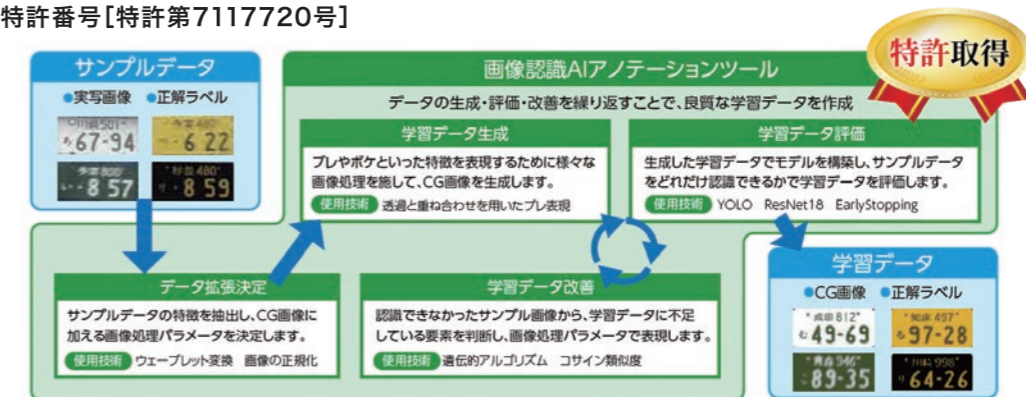 特許番号[特許第7117720号]
特許取得
サンプルデータ
●実写画像 ●正解ラベル
67-94
6 22
8 57
8 59
画像認識AIアノテーションツール
データの生成・評価・改善を繰り返すことで、良質な学習データを作成
学習データ生成
ブレやボケといった特徴を表現するために様々な
画像処理を施して、CG画像を生成します。
使用技術 透過と重ね合わせを用いたブレ表現
学習データ評価
生成した学習データでモデルを構築し、サンプルデータ
をどれだけ認識できるかで学習データを評価します。
使用技術 YOLO ResNet18 EarlyStopping
データ拡張決定
サンプルデータの特徴を抽出し、CG画像に
加える画像処理パラメータを決定します。
使用技術 ウェーブレット変換 画像の正規化
学習データ改善
認識できなかったサンプル画像から、学習データに不足
している要素を判断し、画像処理パラメータで表現します。
使用技術 遺伝的アルゴリズム コサイン類似度
学習データ
●CG画像 ●正解ラベル
成田 812
む 49-69
497
る 97-28
946
89-35
川崎 998
り 64-26